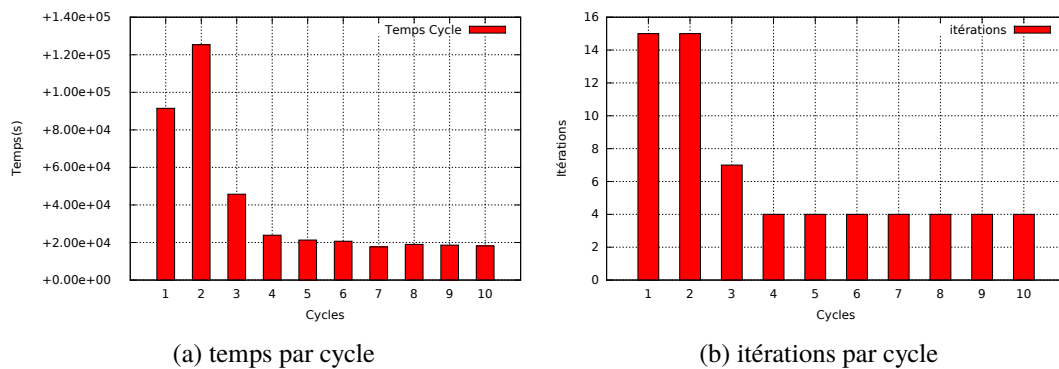 +1.40e+05
+1.20e+05
+1.00e+05
+8.00e+04
+6.00e+04
+4.00e+04
+2.00e+04
+0.00e+00
Temps(s)
Temps Cycle
1 2 3 4 5 6 7 8 9 10
Cycles
(a) temps par cycle
16
14
12
10
8
6
4
2
0
Itérations
itérations
1 2 3 4 5 6 7 8 9 10
Cycles
(b) itérations par cycle